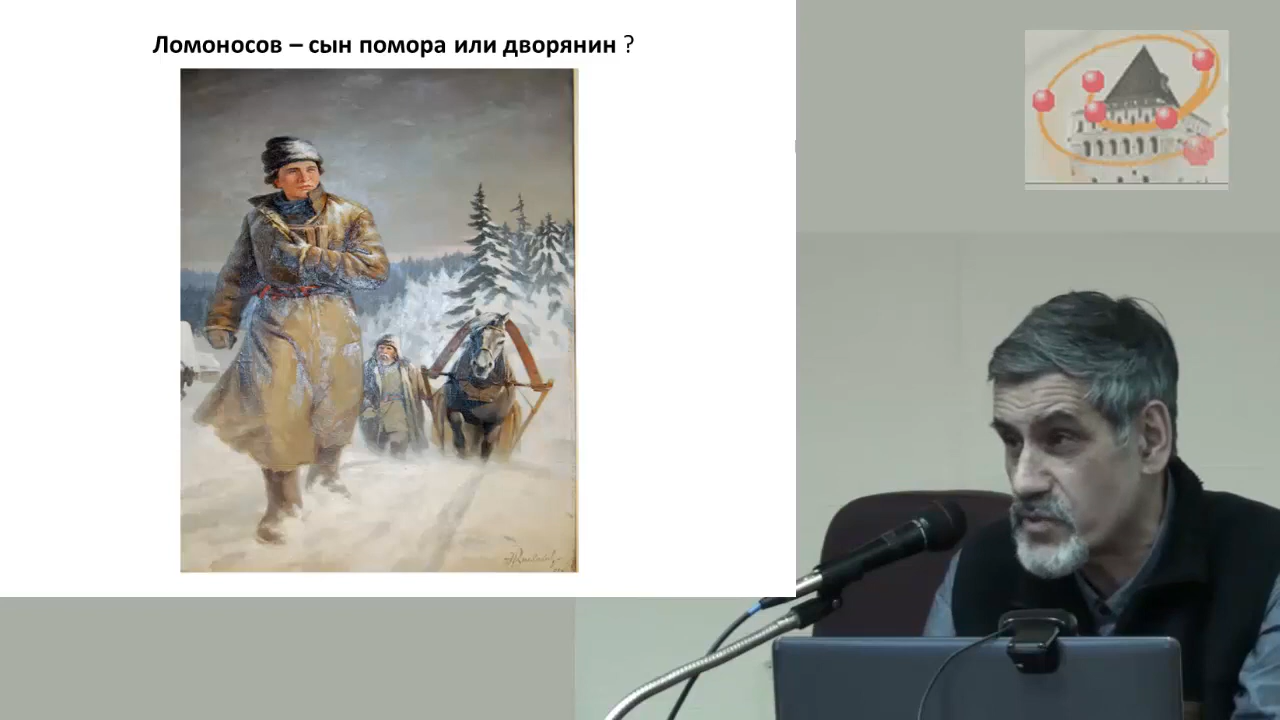 Ломоносов – сын помора или дворянин ?